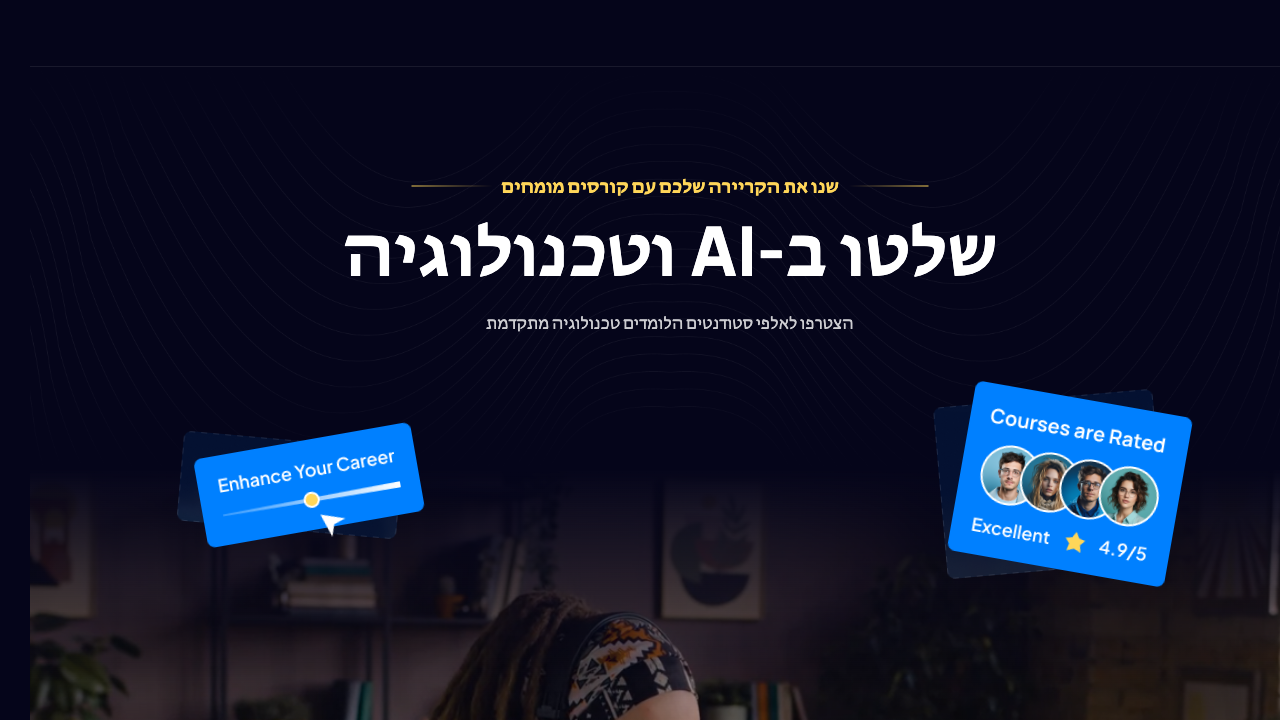 שנו את הקריירה שלכם עם קורסים מומחים
שלטו ב-AI וטכנולוגיה
הצטרפו לאלפי סטודנטים הלומדים טכנולוגיה מתקדמת
Courses are Rated
Excellent 4.9/5
Enhance Your Career